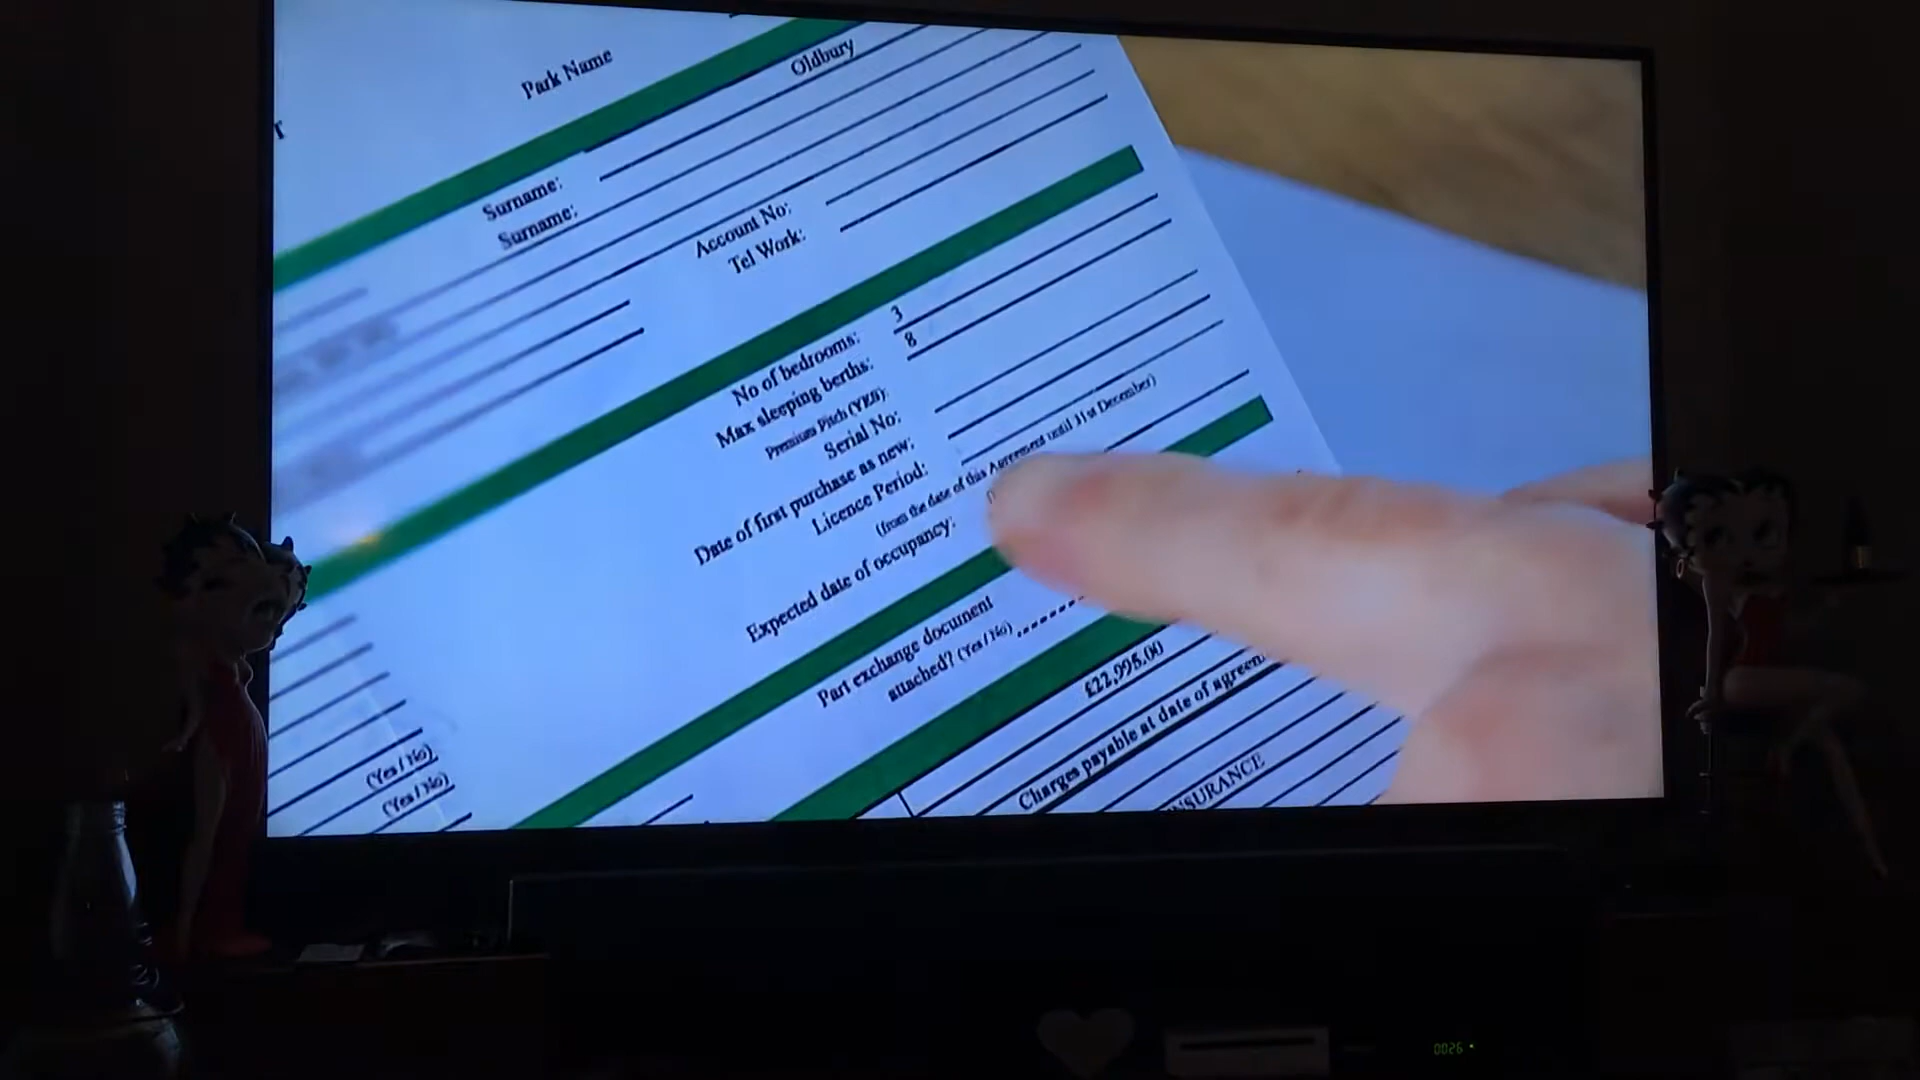 Park Name
Oldbury
Surname:
Surname:
Account No:
Tel Work:
No of bedrooms: 3
Max sleeping berths: 8
Premium Pitch (Y/
Serial No:
Date of first purchase as new:
Licence Period:
(from the date of this Agreement until 31st December)
Expected date of occupancy:
Part exchange document
attached? (Yes / No)
£22,995.00
Charges payable at date of agreem
(Yes / No)
(Yes / No)
NSURANCE
0026